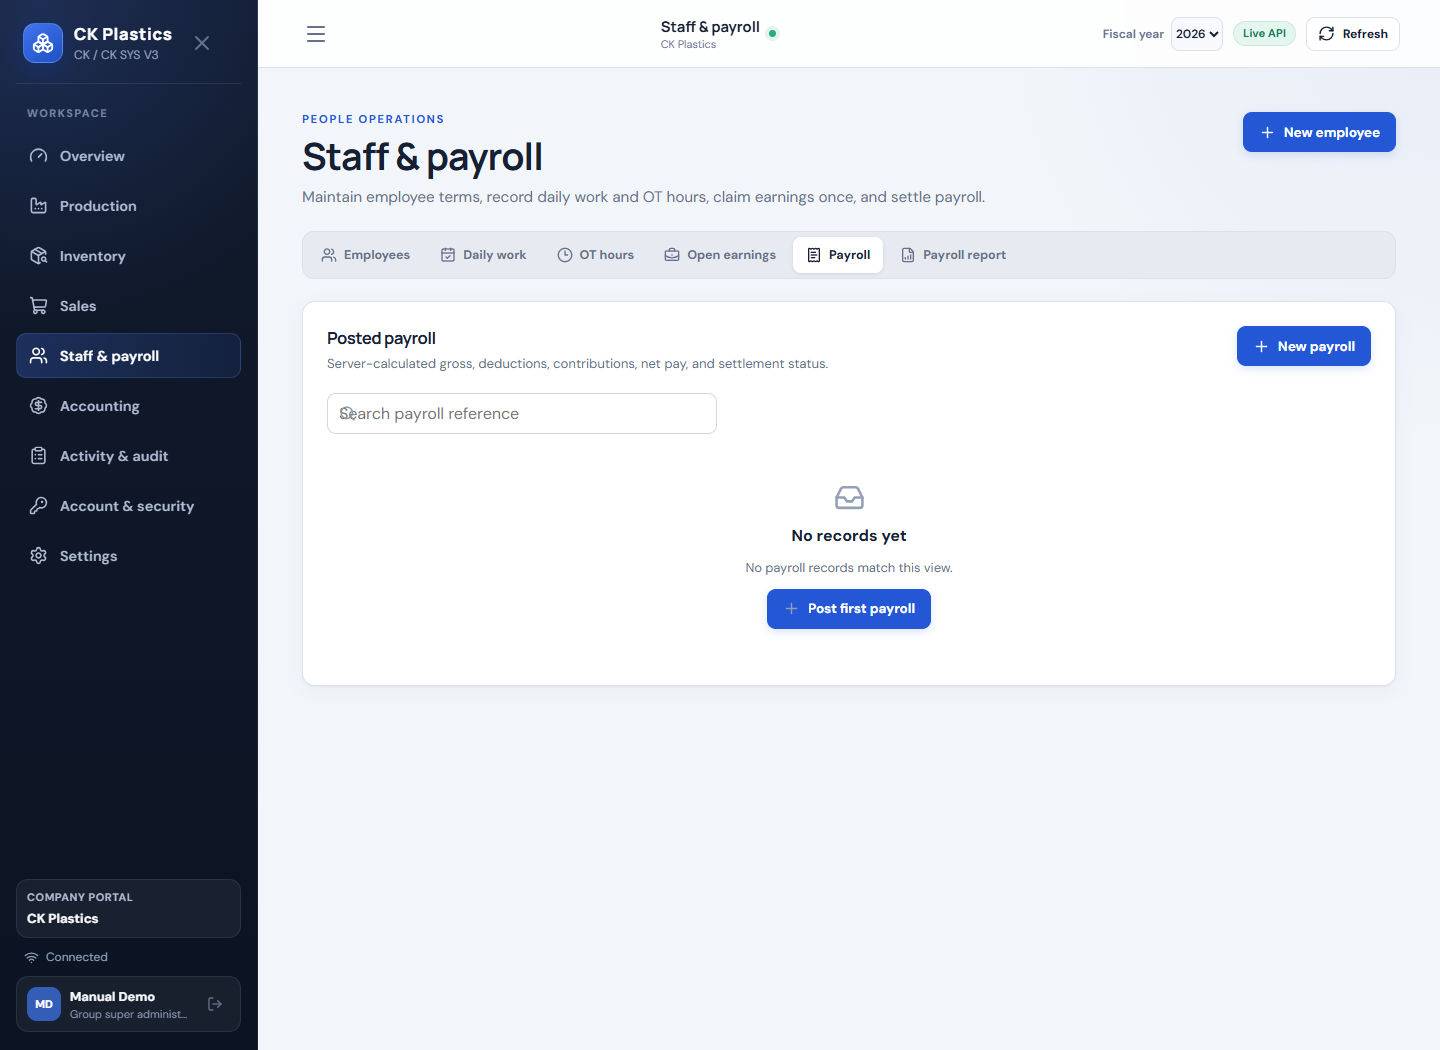 CK Plastics
CK / CK SYS V3
WORKSPACE
Overview
Production
Inventory
Sales
Staff & payroll
Accounting
Activity & audit
Account & security
Settings
COMPANY PORTAL
CK Plastics
Connected
MD
Manual Demo
Group super administ...
Staff & payroll
CK Plastics
Fiscal year
2026
Live API
Refresh
PEOPLE OPERATIONS
Staff & payroll
Maintain employee terms, record daily work and OT hours, claim earnings once, and settle payroll.
New employee
Employees
Daily work
OT hours
Open earnings
Payroll
Payroll report
Posted payroll
Server-calculated gross, deductions, contributions, net pay, and settlement status.
New payroll
Search payroll reference
No records yet
No payroll records match this view.
Post first payroll